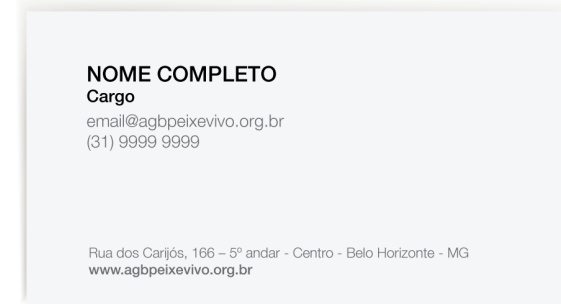 NOME COMPLETO
Cargo
email@agbpeixevivo.org.br
(31) 9999 9999
Rua dos Carijós, 166 – 5º andar - Centro - Belo Horizonte - MG
www.agbpeixevivo.org.br